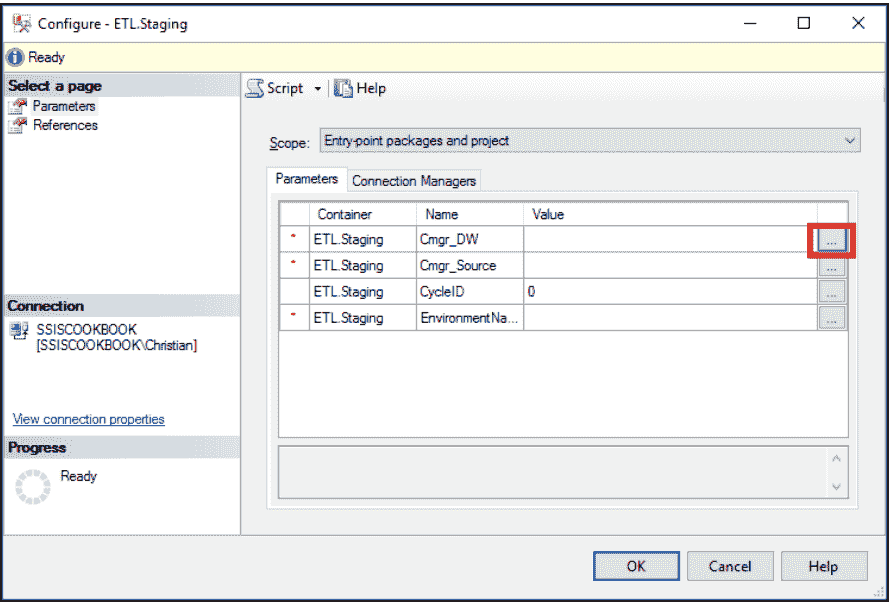 Configure - ETL.Staging
Ready
Select a page
Parameters
References
Script Help
Scope: Entry-point packages and project
Parameters Connection Managers
Container Name Value
* ETL.Staging Cmgr_DW ...
* ETL.Staging Cmgr_Source ...
ETL.Staging CycleID 0 ...
* ETL.Staging EnvironmentNa... ...
Connection
SSISCOOKBOOK
[SSISCOOKBOOK\Christian]
View connection properties
Progress
Ready
OK Cancel Help